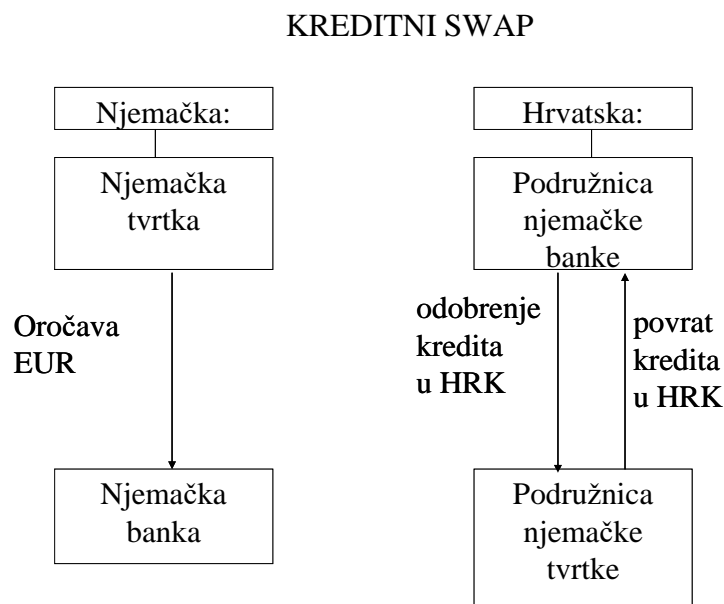 KREDITNI SWAP
Njemačka:
Njemačka
tvrtka
Oročava
EUR
Njemačka
banka
Hrvatska:
Podružnica
njemačke
banke
odobrenje
kredita
u HRK
povrat
kredita
u HRK
Podružnica
njemačke
tvrtke